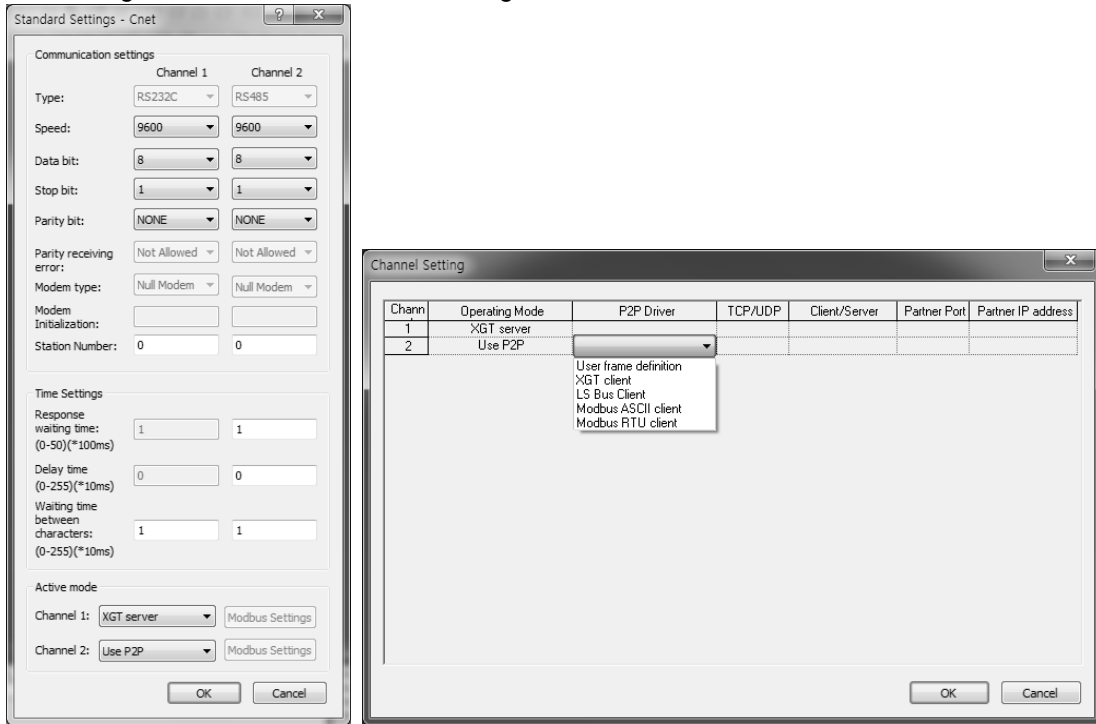 Standard Settings - Cnet
Communication settings
Channel 1 Channel 2
Type: RS232C RS485
Speed: 9600 9600
Data bit: 8 8
Stop bit: 1 1
Parity bit: NONE NONE
Parity receiving error: Not Allowed Not Allowed
Modem type: Null Modem Null Modem
Modem Initialization:
Station Number: 0 0
Time Settings
Response
waiting time: 1 1
(0-50)(*100ms)
Delay time 0 0
(0-255)(*10ms)
Waiting time
between
characters: 1 1
(0-255)(*10ms)
Active mode
Channel 1: XGT server Modbus Settings
Channel 2: Use P2P Modbus Settings
OK Cancel
Channel Setting
Chann Operating Mode P2P Driver TCP/UDP Client/Server Partner Port Partner IP address
1 XGT server
2 Use P2P
User frame definition
XGT client
LS Bus Client
Modbus ASCII client
Modbus RTU client
OK Cancel